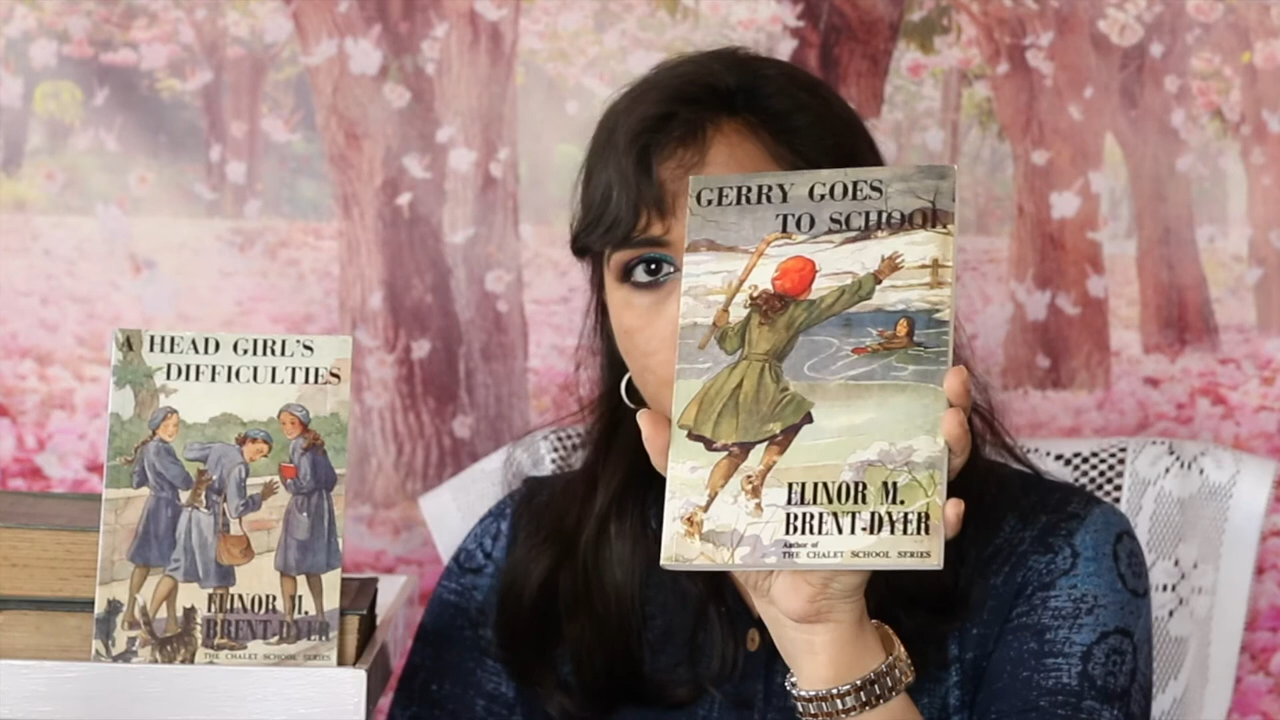 A HEAD GIRL'S
DIFFICULTIES
ELINOR M.
BRENT-DYER
THE CHALET SCHOOL SERIES
GERRY GOES
TO SCHOOL
ELINOR M.
BRENT-DYER
Author of
THE CHALET SCHOOL SERIES